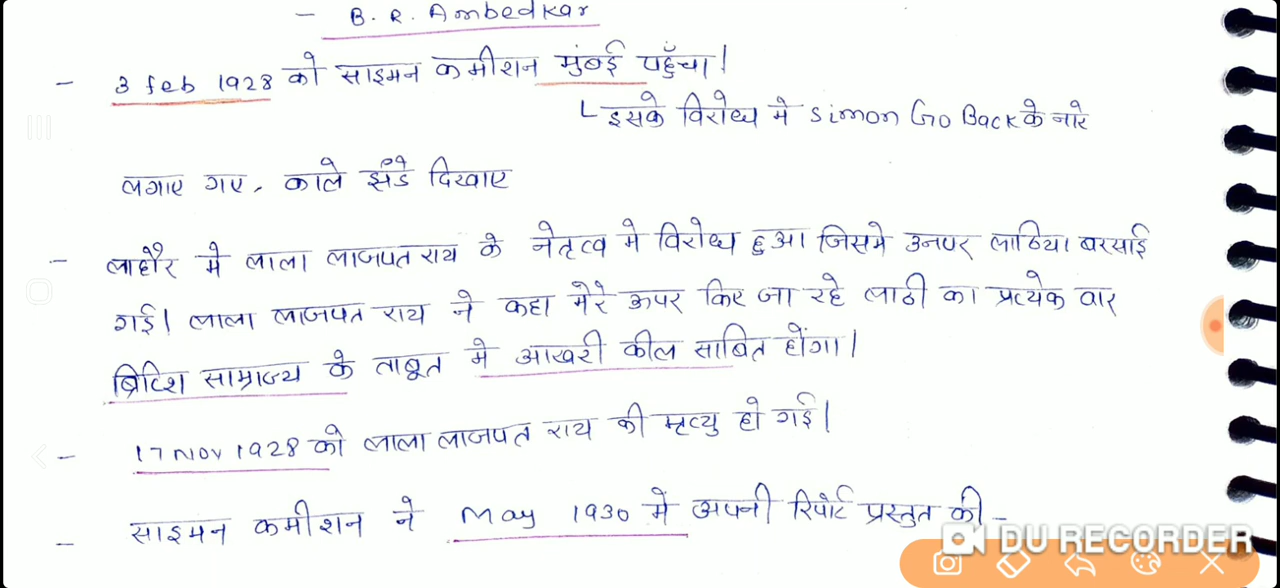 - B. R. Ambedkar
- 3 feb 1928 को साइमन कमीशन मुंबई पहुँचा।
└ इसके विरोध मे Simon Go Back के नारे
लगाए गए, काले झंडे दिखाए
- लाहौर मे लाला लाजपत राय के नेतृत्व मे विरोध हुआ जिसमे उनपर लाठिया बरसाई
गई। लाला लाजपत राय ने कहा मेरे ऊपर किए जा रहे लाठी का प्रत्येक वार
ब्रिटिश साम्राज्य के ताबूत मे आखरी कील साबित होंगा।
- 17 Nov 1928 को लाला लाजपत राय की मृत्यु हो गई।
- साइमन कमीशन ने May 1930 में अपनी रिपोर्ट प्रस्तुत की -
DU RECORDER